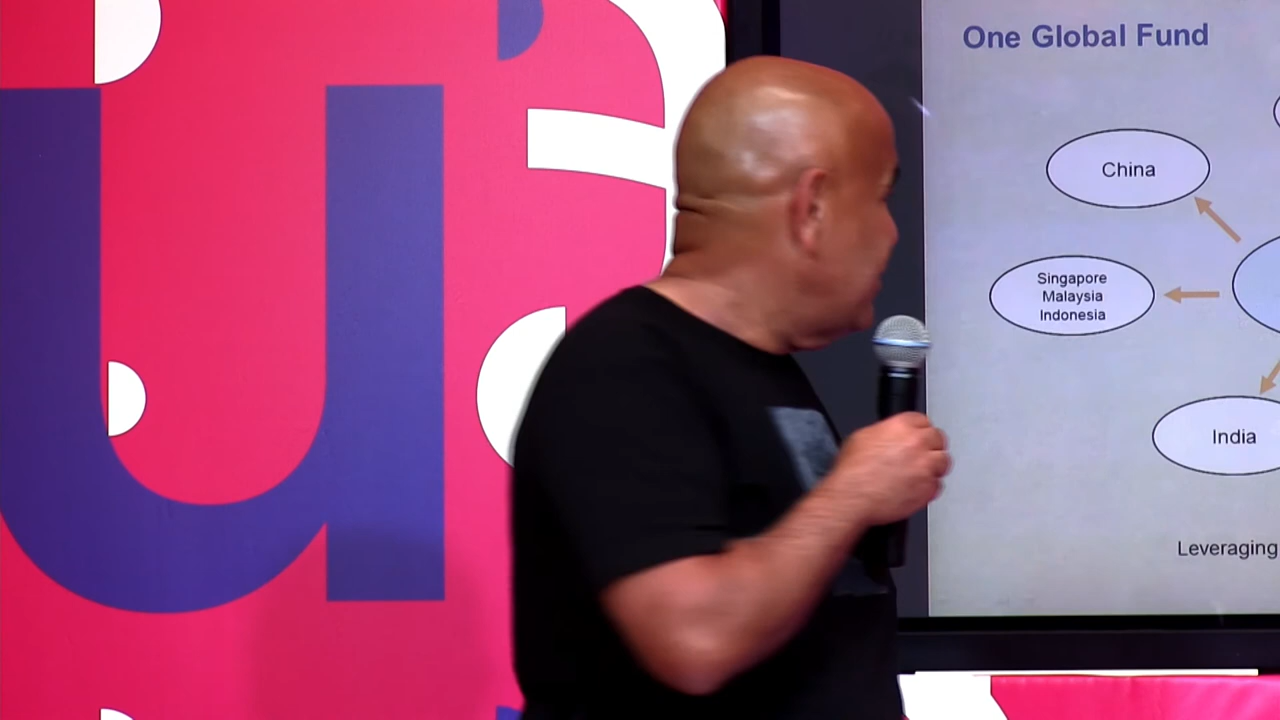 One Global Fund
China
Singapore
Malaysia
Indonesia
India
Leveraging